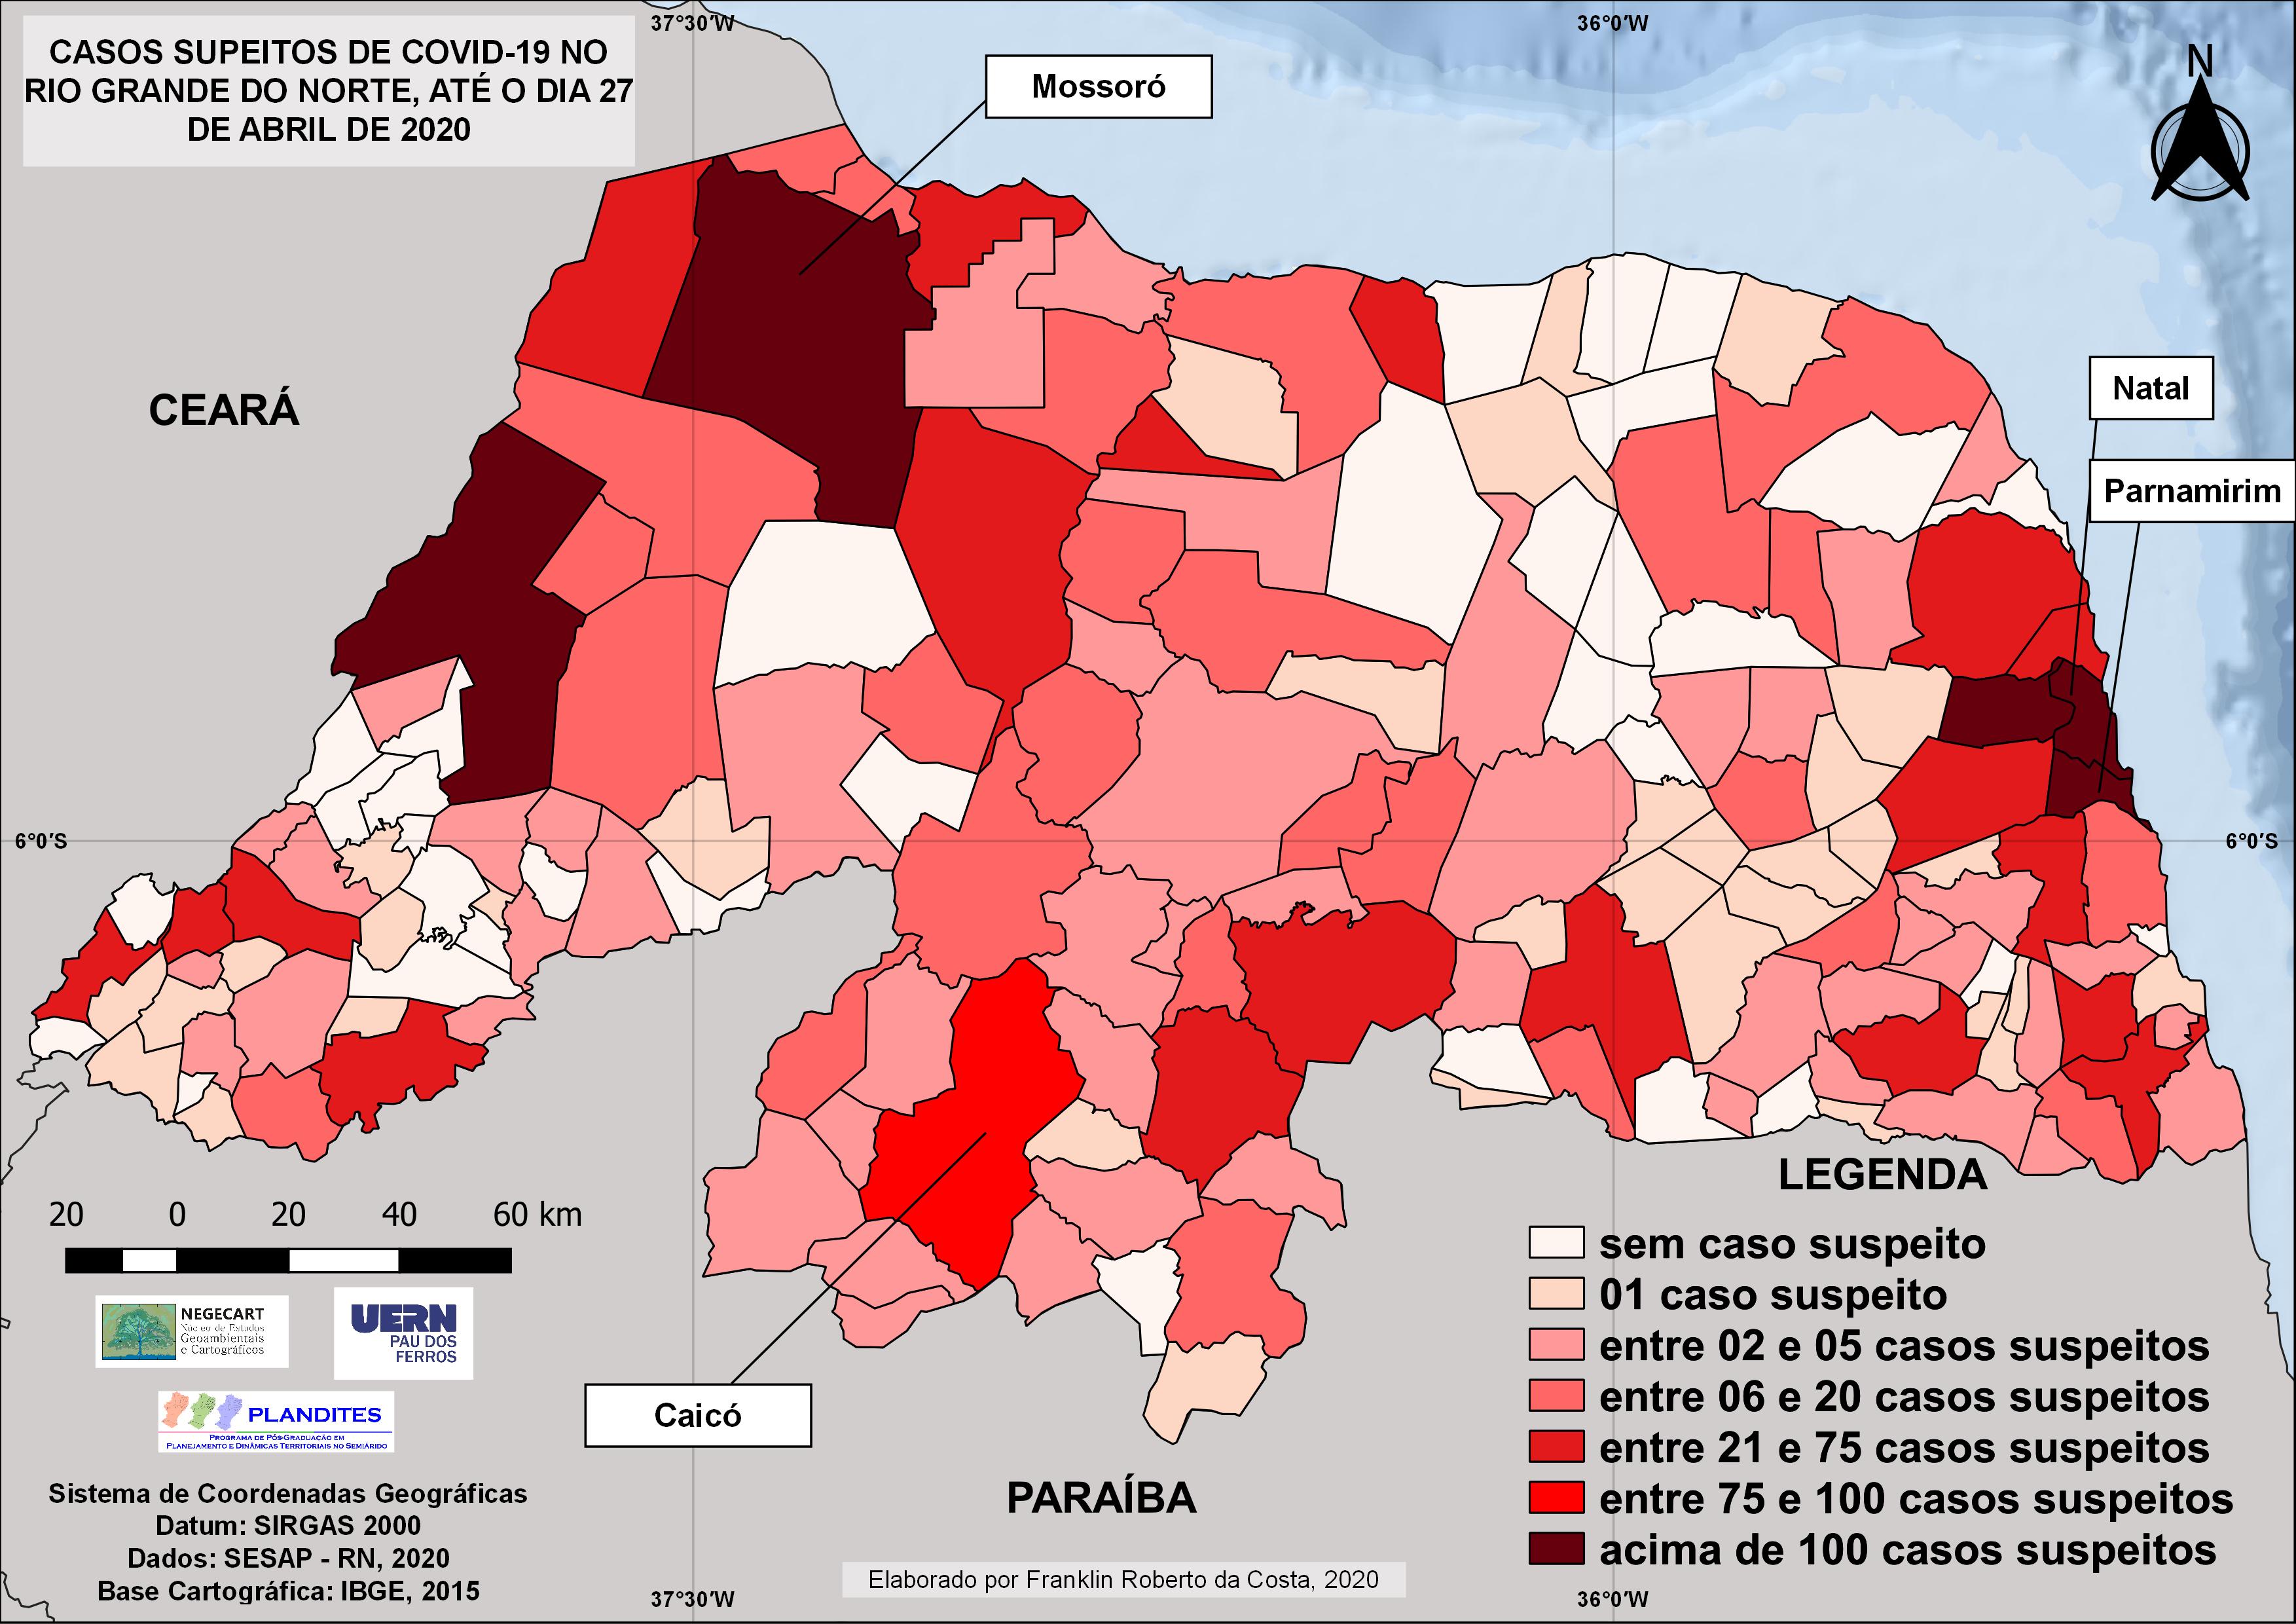 CASOS SUPEITOS DE COVID-19 NO
RIO GRANDE DO NORTE, ATÉ O DIA 27
DE ABRIL DE 2020
37°30′W
36°0′W
N
Mossoró
Natal
Parnamirim
CEARÁ
6°0′S
6°0′S
LEGENDA
sem caso suspeito
01 caso suspeito
entre 02 e 05 casos suspeitos
entre 06 e 20 casos suspeitos
entre 21 e 75 casos suspeitos
entre 75 e 100 casos suspeitos
acima de 100 casos suspeitos
20 0 20 40 60 km
NEGECART
Núcleo de Estudos
Geoambientais
e Cartográficos
UERN
PAU DOS
FERROS
PLANDITES
PROGRAMA DE PÓS-GRADUAÇÃO EM
PLANEJAMENTO E DINÂMICAS TERRITORIAIS NO SEMIÁRIDO
Caicó
PARAÍBA
Sistema de Coordenadas Geográficas
Datum: SIRGAS 2000
Dados: SESAP - RN, 2020
Base Cartográfica: IBGE, 2015
Elaborado por Franklin Roberto da Costa, 2020
37°30′W
36°0′W